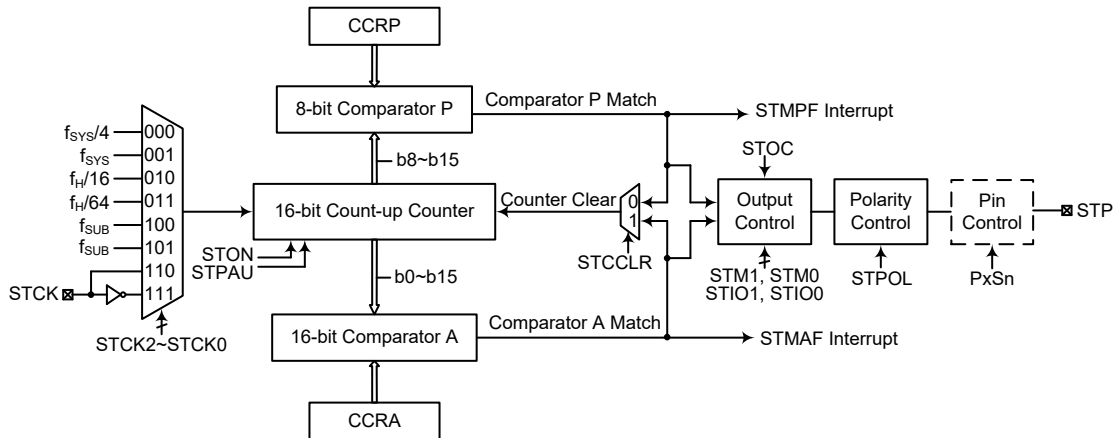 CCRP
8-bit Comparator P
Comparator P Match
STMPF Interrupt
b8~b15
fSYS/4
000
fSYS
001
fH/16
010
fH/64
011
fSUB
100
fSUB
101
110
111
STCK
STCK2~STCK0
16-bit Count-up Counter
STON
STPAU
Counter Clear
0
1
STCCLR
STOC
Output
Control
STM1, STM0
STIO1, STIO0
Polarity
Control
STPOL
Pin
Control
PxSn
STP
b0~b15
16-bit Comparator A
Comparator A Match
STMAF Interrupt
CCRA